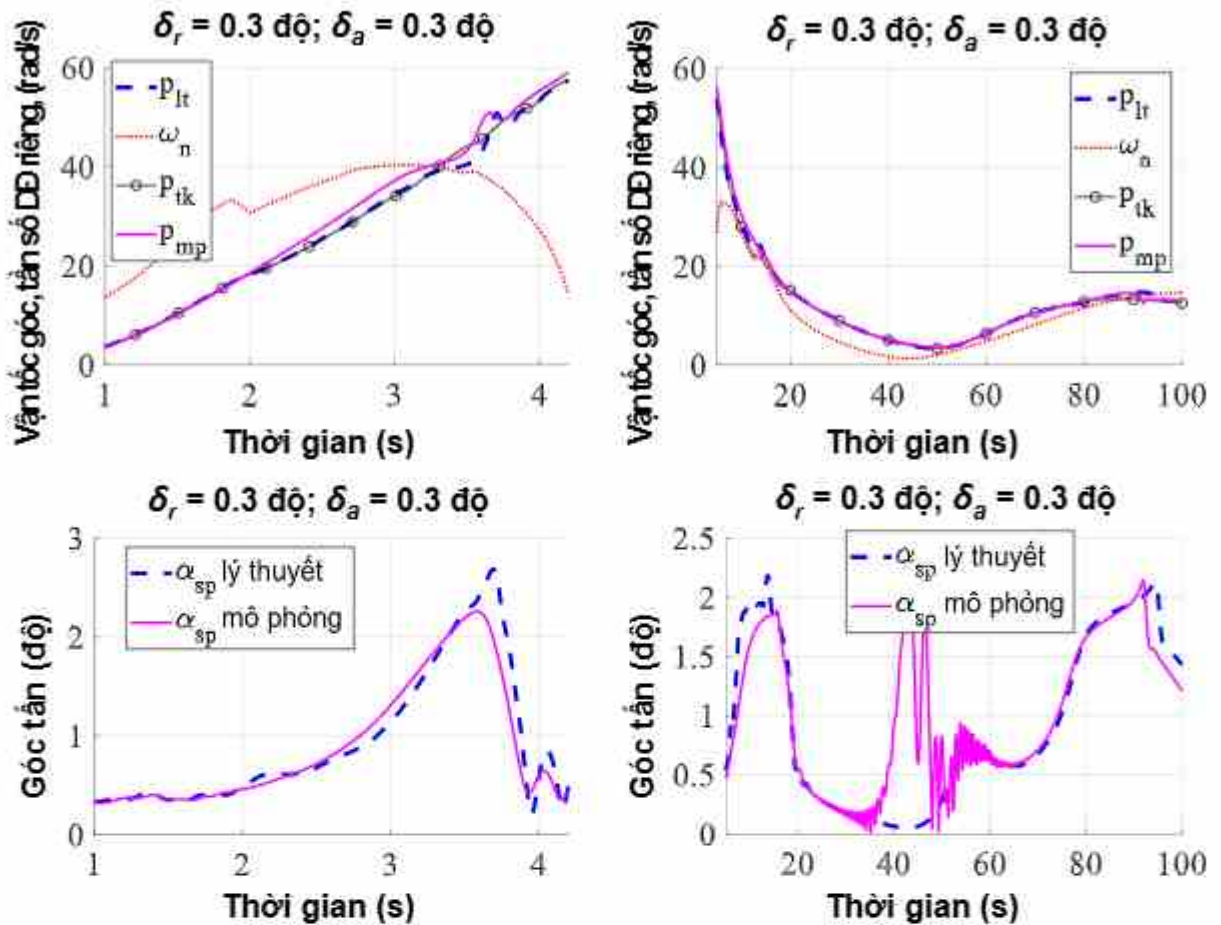 δr = 0.3 độ; δa = 0.3 độ
Vận tốc góc, tần số DĐ riêng, (rad/s)
60
40
20
0
plt
ωn
ptk
pmp
1
2
3
4
Thời gian (s)
δr = 0.3 độ; δa = 0.3 độ
Vận tốc góc, tần số DĐ riêng, (rad/s)
60
40
20
0
plt
ωn
ptk
pmp
20
40
60
80
100
Thời gian (s)
δr = 0.3 độ; δa = 0.3 độ
Góc tấn (độ)
3
2
1
0
αsp lý thuyết
αsp mô phỏng
1
2
3
4
Thời gian (s)
δr = 0.3 độ; δa = 0.3 độ
Góc tấn (độ)
2.5
2
1.5
1
0.5
0
αsp lý thuyết
αsp mô phỏng
20
40
60
80
100
Thời gian (s)